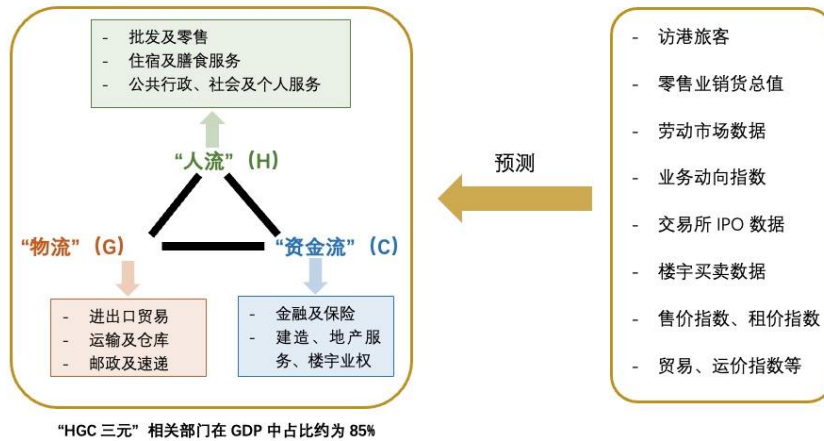 - 批发及零售
- 住宿及膳食服务
- 公共行政、社会及个人服务
“人流”（H）
“物流”（G）
“资金流”（C）
- 进出口贸易
- 运输及仓库
- 邮政及速递
- 金融及保险
- 建造、地产服
务、楼宇业权
预测
- 访港旅客
- 零售业销货总值
- 劳动市场数据
- 业务动向指数
- 交易所 IPO 数据
- 楼宇买卖数据
- 售价指数、租价指数
- 贸易、运价指数等
“HGC 三元” 相关部门在 GDP 中占比约为 85%